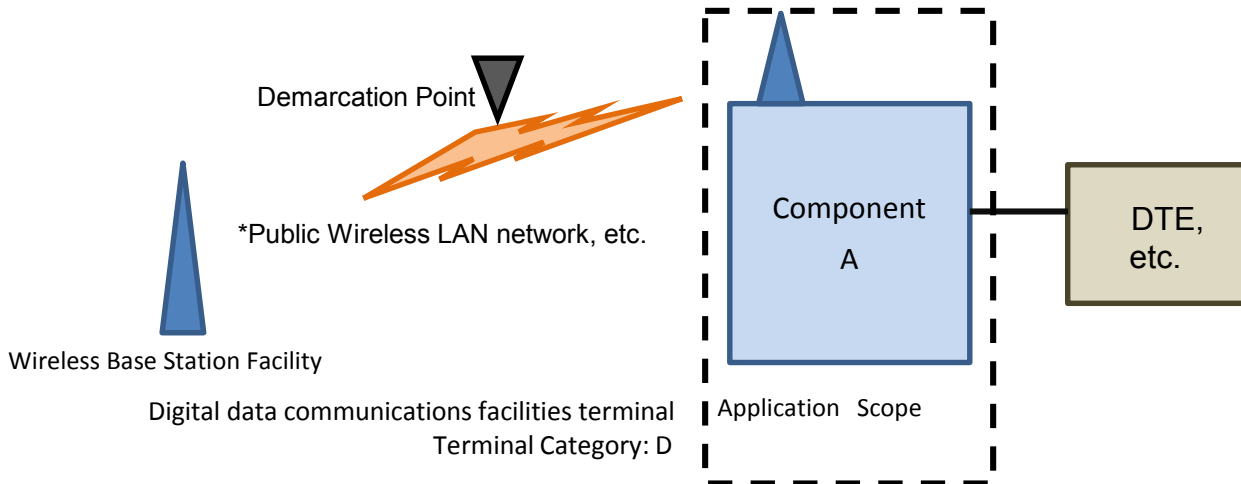 Demarcation Point
*Public Wireless LAN network, etc.
Wireless Base Station Facility
Digital data communications facilities terminal
Terminal Category: D
Component
A
Application Scope
DTE,
etc.